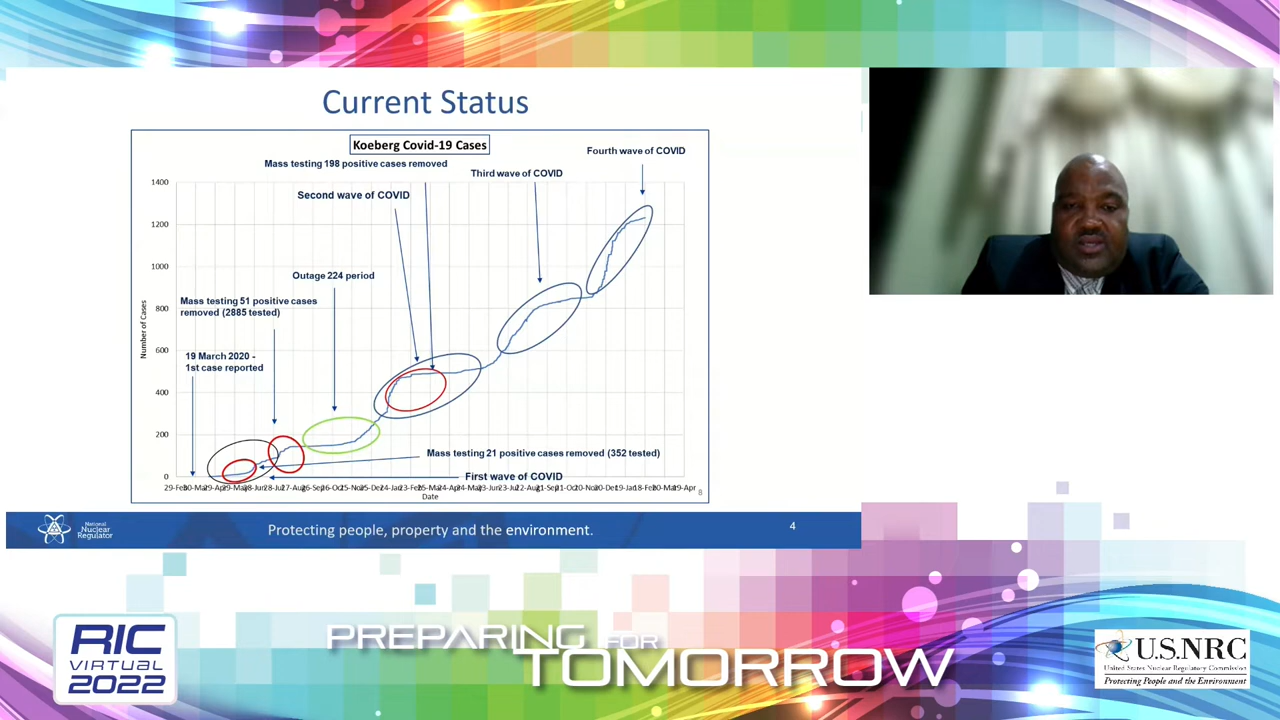 Current Status
Koeberg Covid-19 Cases
Fourth wave of COVID
Mass testing 198 positive cases removed
Third wave of COVID
1400
Second wave of COVID
1200
Outage 224 period
1000
Mass testing 51 positive cases
removed (2885 tested)
800
Number of Cases
19 March 2020 -
1st case reported
600
400
200
Mass testing 21 positive cases removed (352 tested)
First wave of COVID
0
Date
8
National
Nuclear
Regulator
Protecting people, property and the environment.
4
RIC
VIRTUAL
2022
PREPARING FOR
TOMORROW
U.S.NRC
United States Nuclear Regulatory Commission
Protecting People and the Environment